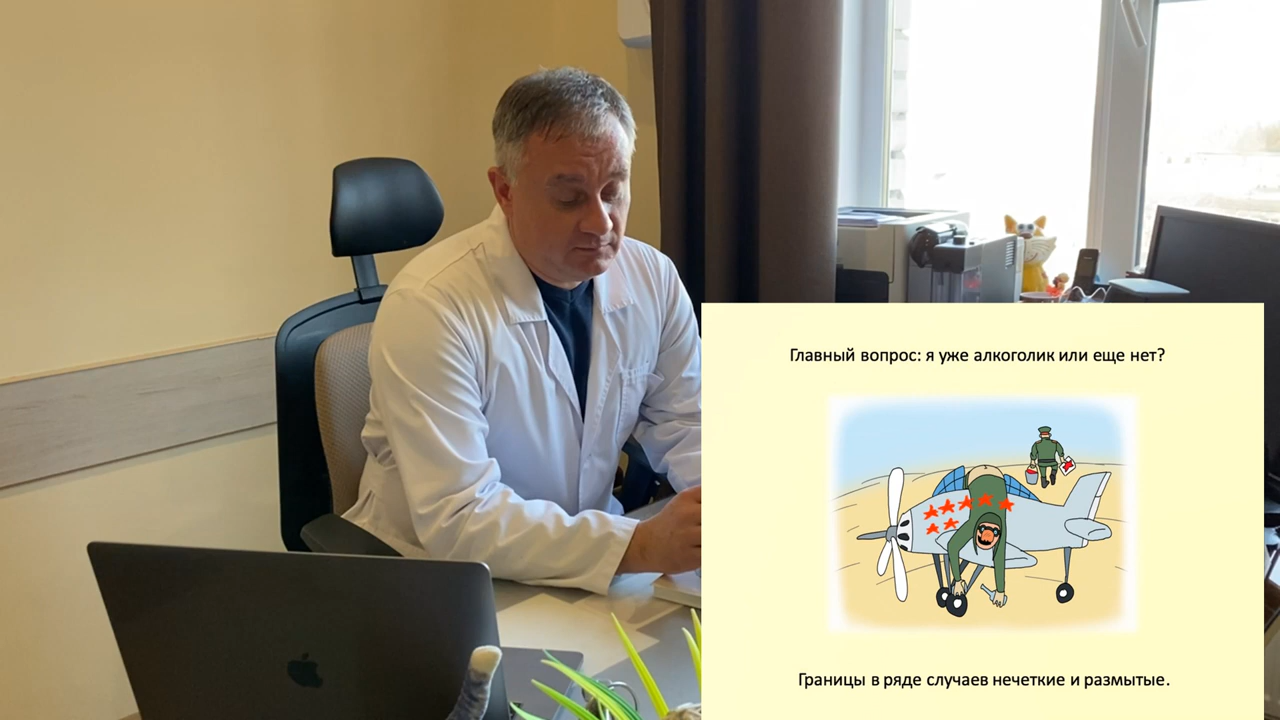 Главный вопрос: я уже алкоголик или еще нет?
Границы в ряде случаев нечеткие и размытые.